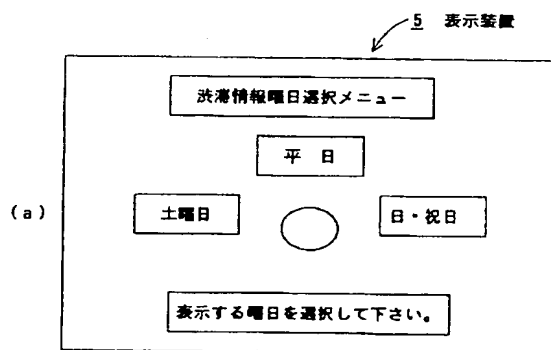 5 表示装置
渋滞情報曜日選択メニュー
平 日
(a)
土曜日
日・祝日
表示する曜日を選択して下さい。